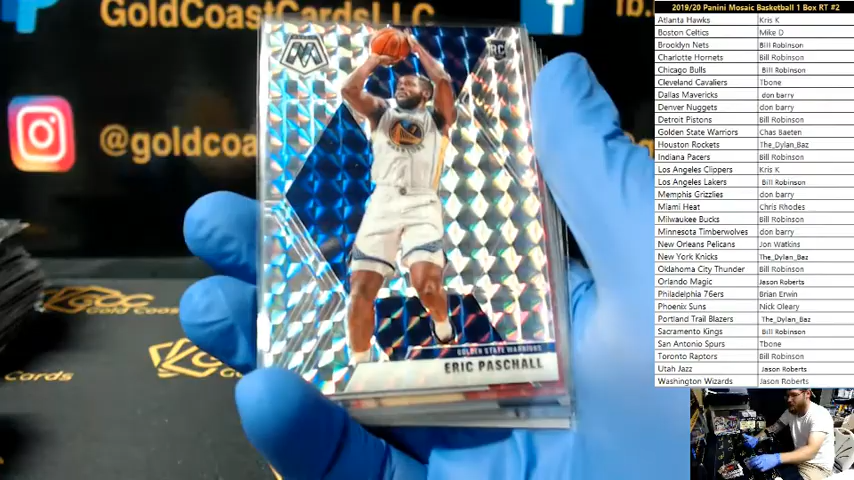 GoldCoastCardsLLC
fb.
@goldcoa
MOSAIC
RC
WARRIORS
GOLDEN STATE WARRIORS
ERIC PASCHALL
GCC
Gold Coas
Cards
2019/20 Panini Mosaic Basketball 1 Box RT #2
Atlanta Hawks Kris K
Boston Celtics Mike D
Brooklyn Nets Bill Robinson
Charlotte Hornets Bill Robinson
Chicago Bulls Bill Robinson
Cleveland Cavaliers Tbone
Dallas Mavericks don barry
Denver Nuggets don barry
Detroit Pistons Bill Robinson
Golden State Warriors Chas Baeten
Houston Rockets The_Dylan_Baz
Indiana Pacers Bill Robinson
Los Angeles Clippers Kris K
Los Angeles Lakers Bill Robinson
Memphis Grizzlies don barry
Miami Heat Chris Rhodes
Milwaukee Bucks Bill Robinson
Minnesota Timberwolves don barry
New Orleans Pelicans Jon Watkins
New York Knicks The_Dylan_Baz
Oklahoma City Thunder Bill Robinson
Orlando Magic Jason Roberts
Philadelphia 76ers Brian Erwin
Phoenix Suns Nick Oleary
Portland Trail Blazers The_Dylan_Baz
Sacramento Kings Bill Robinson
San Antonio Spurs Tbone
Toronto Raptors Bill Robinson
Utah Jazz Jason Roberts
Washington Wizards Jason Roberts